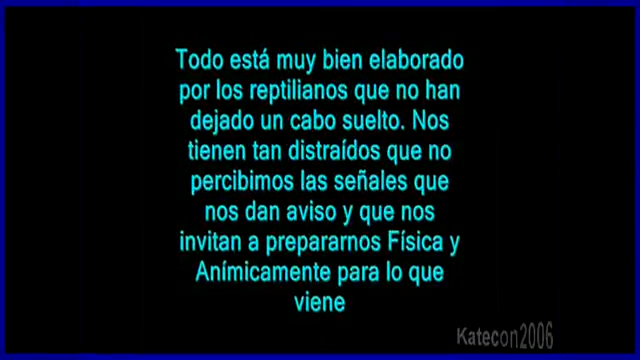 Todo está muy bien elaborado
por los reptilianos que no han
dejado un cabo suelto. Nos
tienen tan distraídos que no
percibimos las señales que
nos dan aviso y que nos
invitan a prepararnos Física y
Anímicamente para lo que
viene
Katecon2006